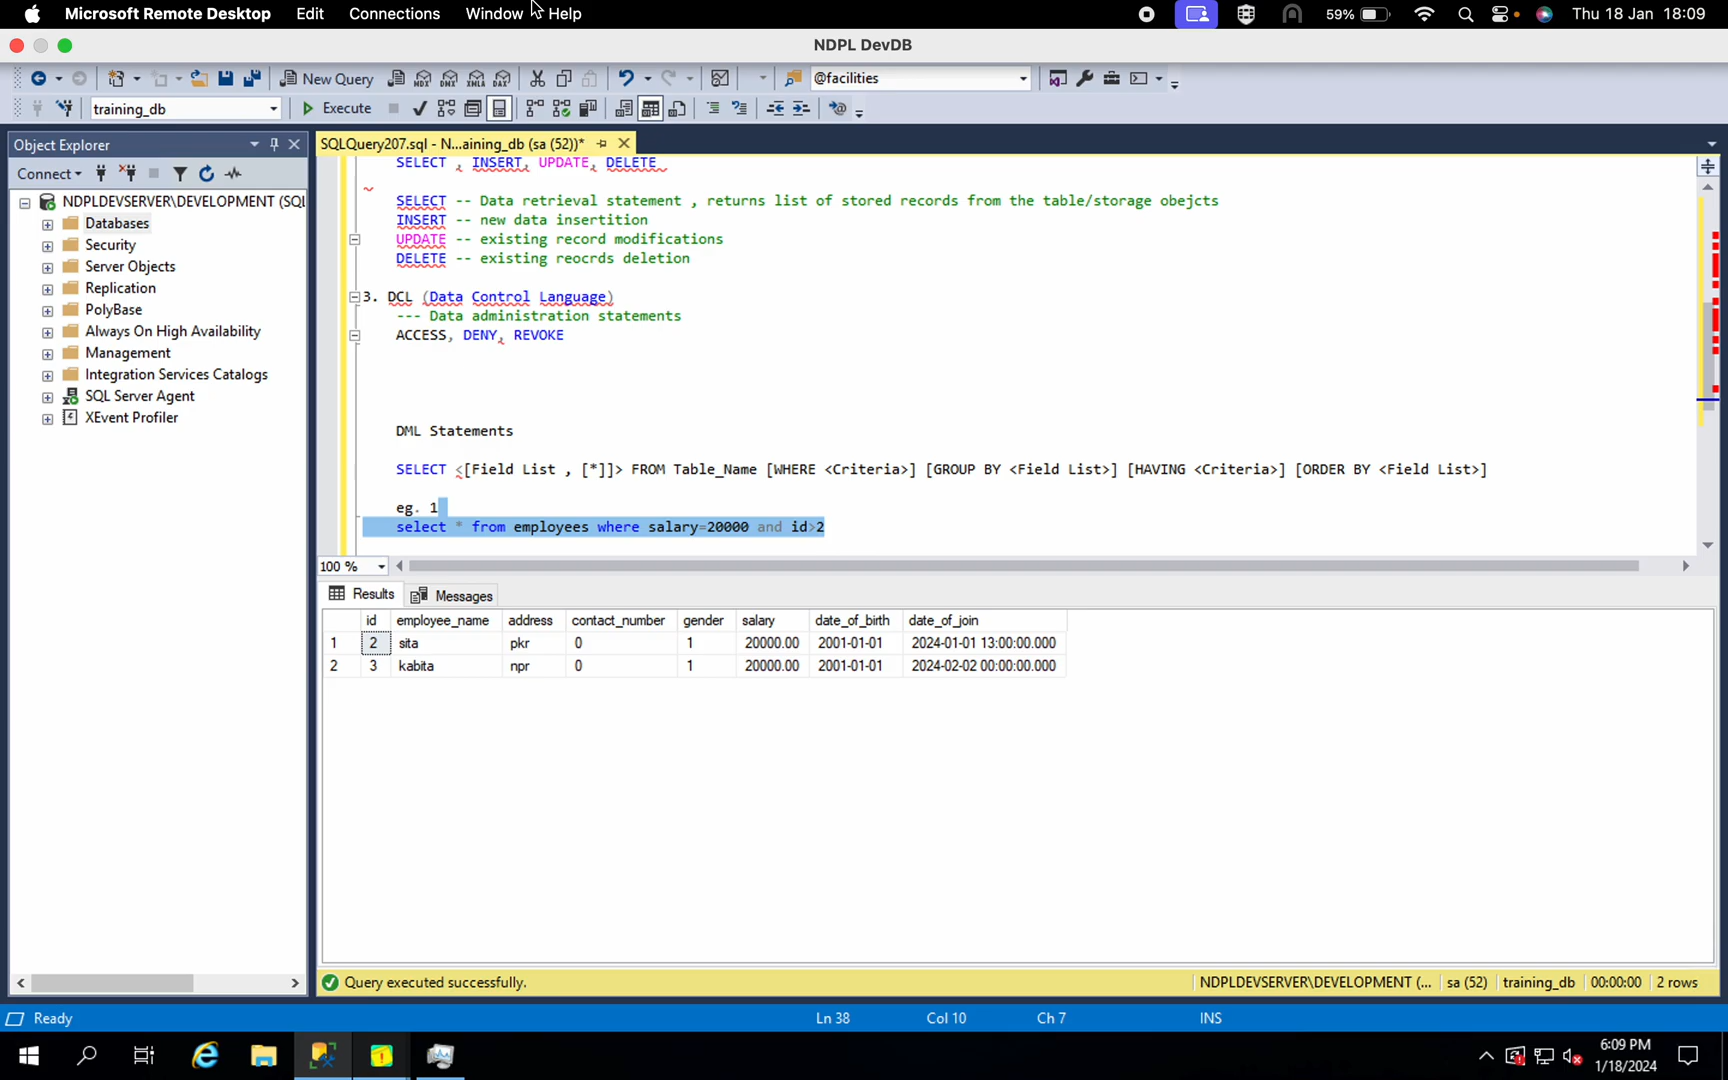 Microsoft Remote Desktop Edit Connections Window Help 59% Thu 18 Jan 18:09
NDPL DevDB
New Query MDX DMX XMLA DAX @facilities
training_db Execute
Object Explorer
Connect
NDPLDEVSERVER\DEVELOPMENT (SQL
Databases
Security
Server Objects
Replication
PolyBase
Always On High Availability
Management
Integration Services Catalogs
SQL Server Agent
XEvent Profiler
SQLQuery207.sql - N...aining_db (sa (52))*
SELECT , INSERT, UPDATE, DELETE
SELECT -- Data retrieval statement , returns list of stored records from the table/storage obejcts
INSERT -- new data insertition
UPDATE -- existing record modifications
DELETE -- existing reocrds deletion
3. DCL (Data Control Language)
--- Data administration statements
ACCESS, DENY, REVOKE
DML Statements
SELECT <[Field List , [*]]> FROM Table_Name [WHERE <Criteria>] [GROUP BY <Field List>] [HAVING <Criteria>] [ORDER BY <Field List>]
eg. 1
select * from employees where salary=20000 and id>2
100 %
Results Messages
id employee_name address contact_number gender salary date_of_birth date_of_join
1 2 sita pkr 0 1 20000.00 2001-01-01 2024-01-01 13:00:00.000
2 3 kabita npr 0 1 20000.00 2001-01-01 2024-02-02 00:00:00.000
Query executed successfully. NDPLDEVSERVER\DEVELOPMENT (... sa (52) training_db 00:00:00 2 rows
Ready Ln 38 Col 10 Ch 7 INS
6:09 PM
1/18/2024